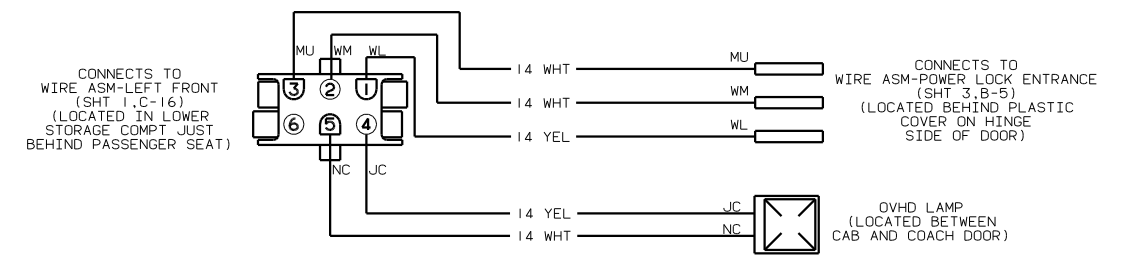 CONNECTS TO
WIRE ASM-LEFT FRONT
(SHT 1,C-16)
(LOCATED IN LOWER
STORAGE COMPT JUST
BEHIND PASSENGER SEAT)
MU WM WL
3 2 1
6 5 4
NC JC
14 WHT
14 WHT
14 YEL
14 YEL
14 WHT
MU
WM
WL
CONNECTS TO
WIRE ASM-POWER LOCK ENTRANCE
(SHT 3,B-5)
(LOCATED BEHIND PLASTIC
COVER ON HINGE
SIDE OF DOOR)
JC
NC
OVHD LAMP
(LOCATED BETWEEN
CAB AND COACH DOOR)